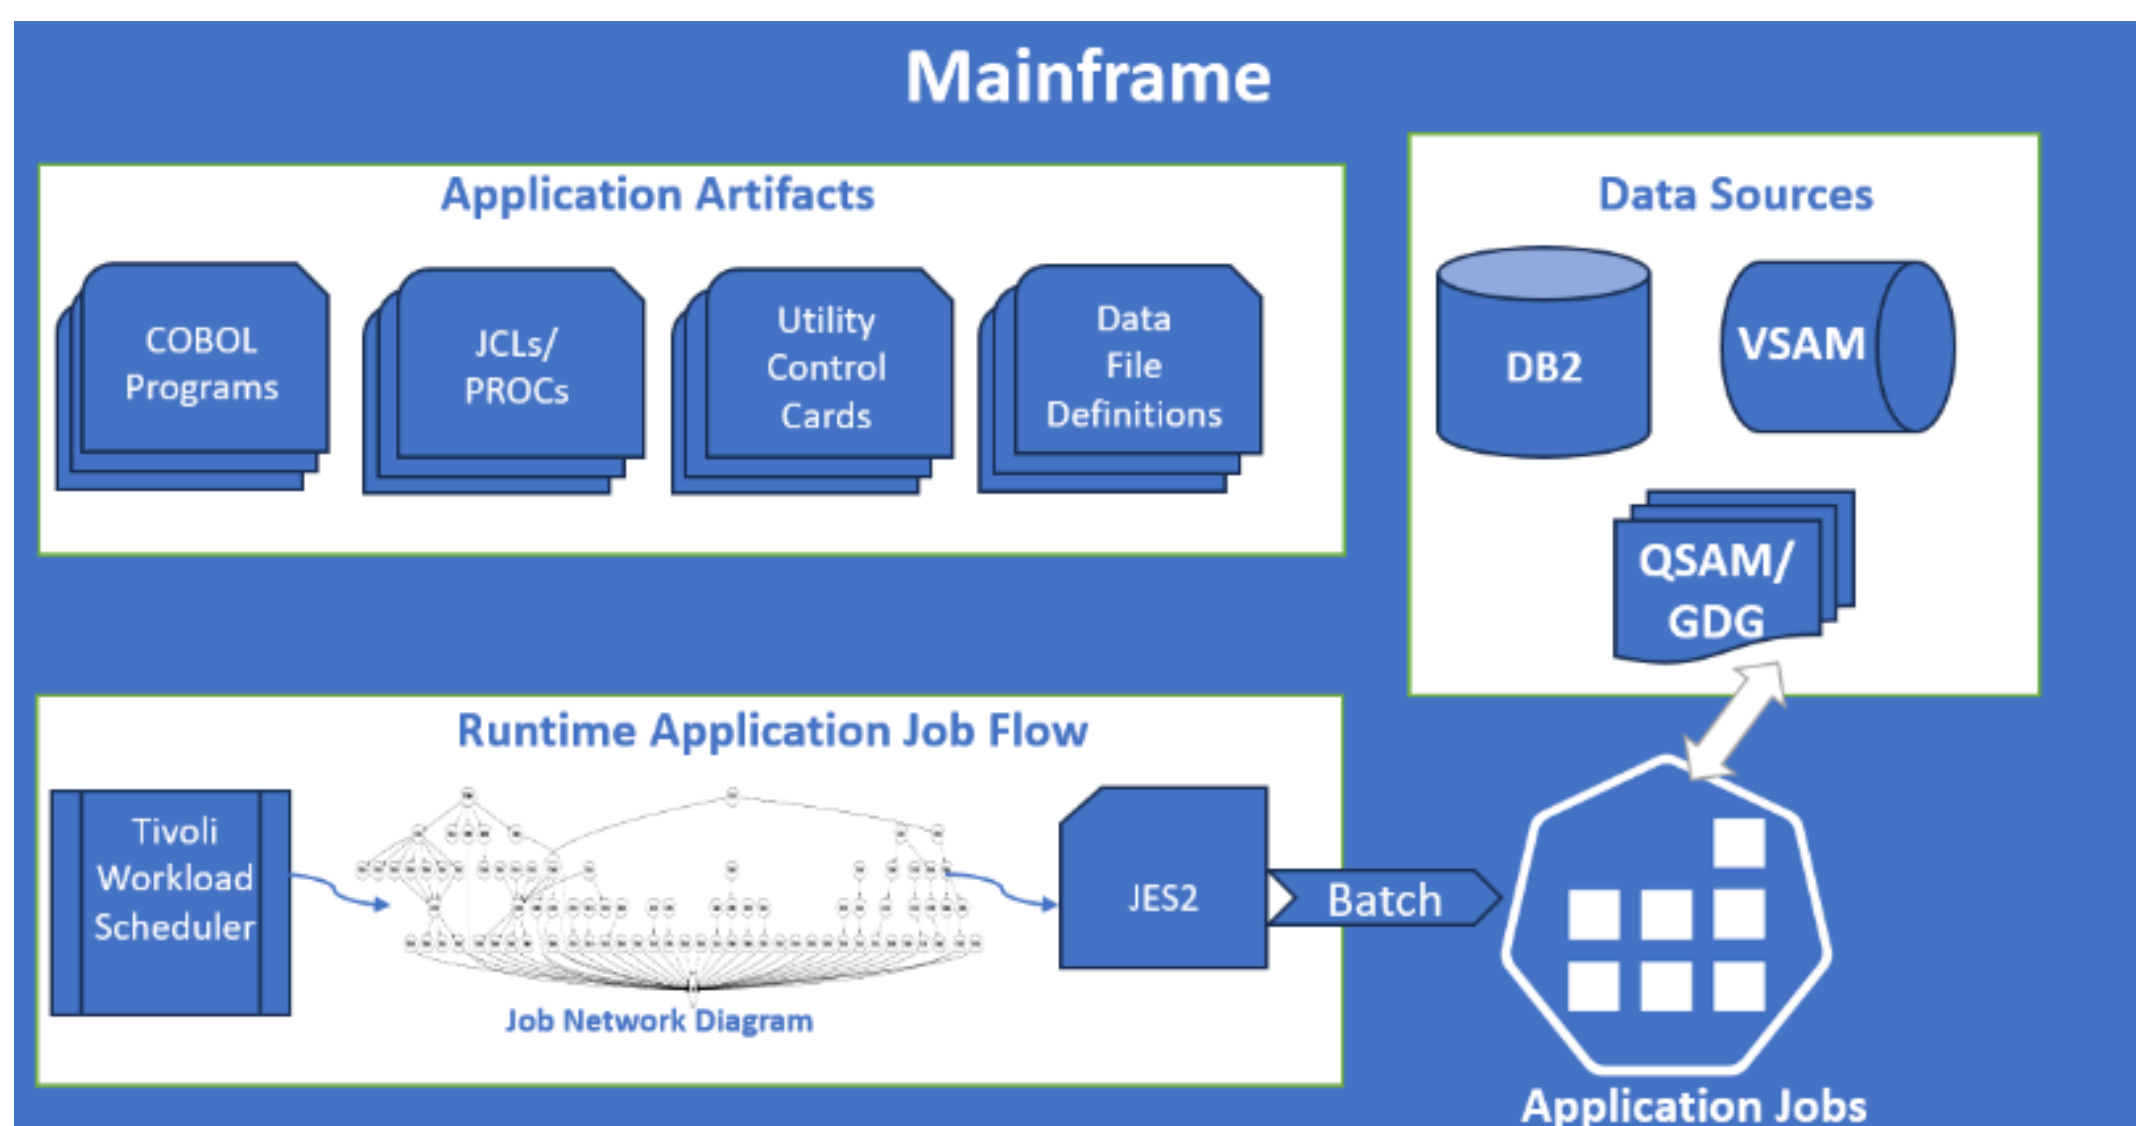 Mainframe
Application Artifacts
COBOL
Programs
JCLs/
PROCs
Utility
Control
Cards
Data
File
Definitions
Data Sources
DB2
VSAM
QSAM/
GDG
Runtime Application Job Flow
Tivoli
Workload
Scheduler
Job Network Diagram
JES2
Batch
Application Jobs